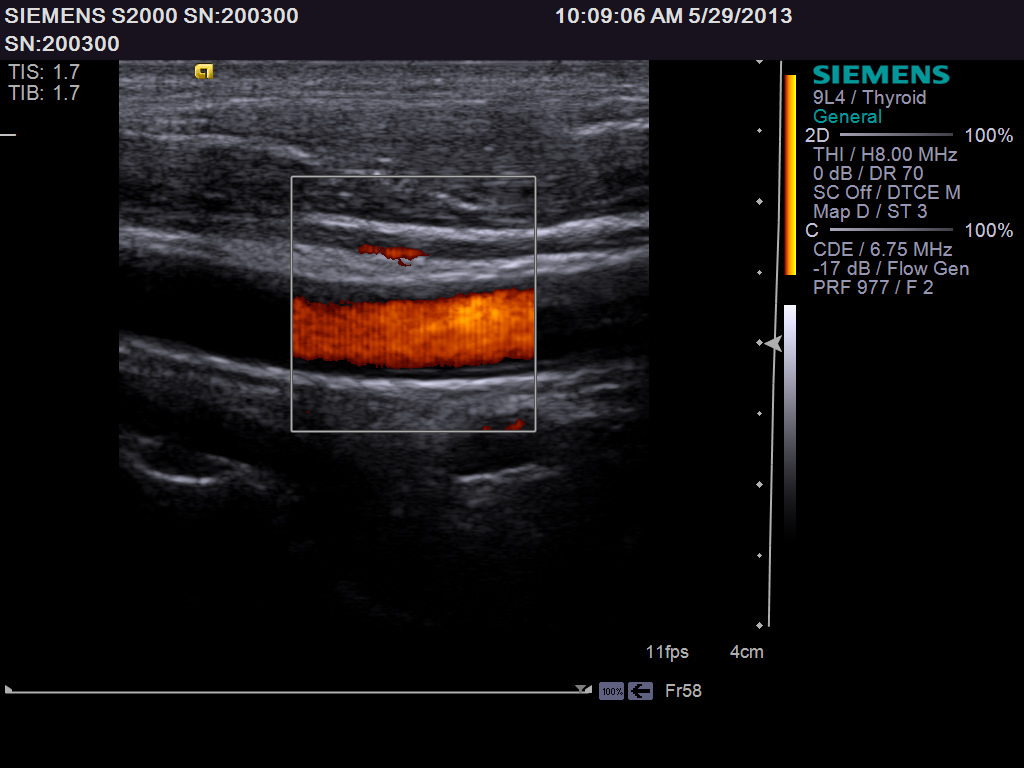 SIEMENS S2000 SN:200300 10:09:06 AM 5/29/2013
SN:200300
TIS: 1.7
TIB: 1.7
SIEMENS
9L4 / Thyroid
General
2D 100%
THI / H8.00 MHz
0 dB / DR 70
SC Off / DTCE M
Map D / ST 3
C 100%
CDE / 6.75 MHz
-17 dB / Flow Gen
PRF 977 / F 2
11fps 4cm
100% Fr58